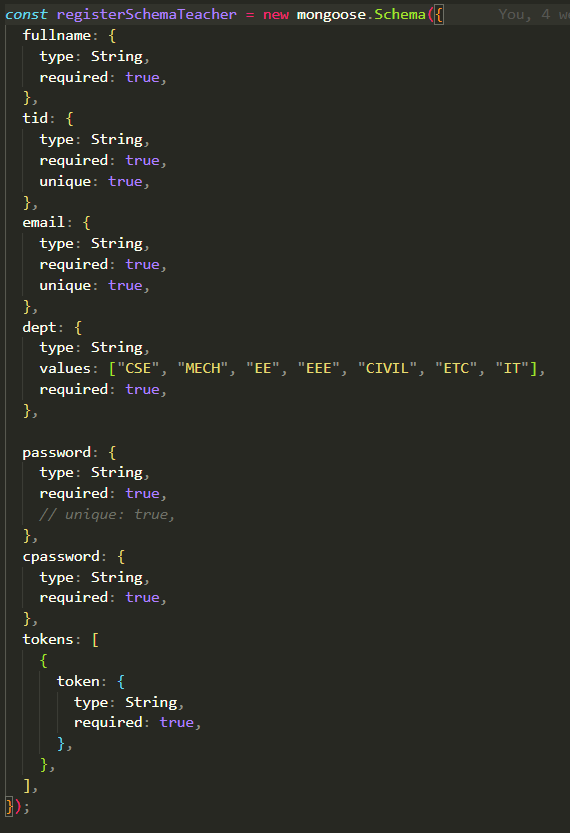 const registerSchemaTeacher = new mongoose.Schema({ You, 4 w
fullname: {
type: String,
required: true,
},
tid: {
type: String,
required: true,
unique: true,
},
email: {
type: String,
required: true,
unique: true,
},
dept: {
type: String,
values: ["CSE", "MECH", "EE", "EEE", "CIVIL", "ETC", "IT"],
required: true,
},
password: {
type: String,
required: true,
// unique: true,
},
cpassword: {
type: String,
required: true,
},
tokens: [
{
token: {
type: String,
required: true,
},
},
],
});